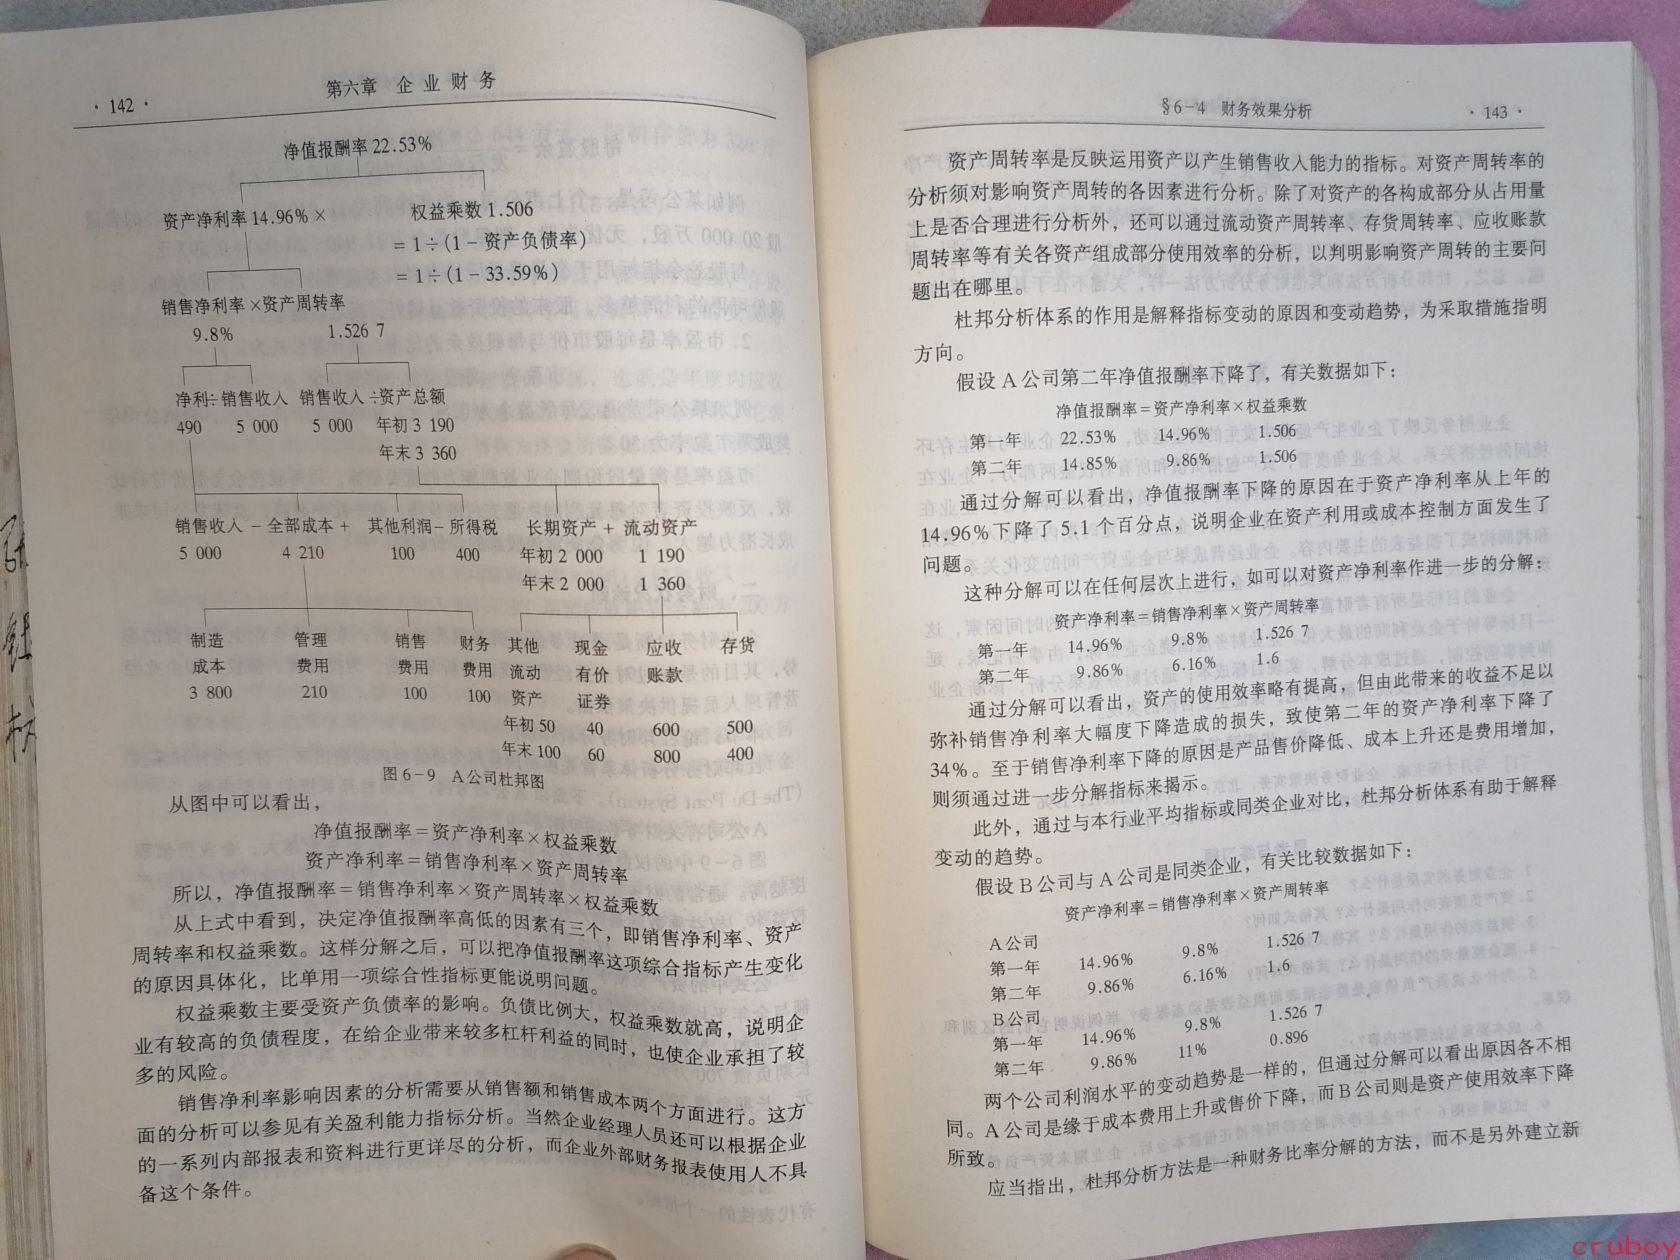 · 142 ·
第六章 企业财务
净值报酬率 22.53%
资产净利率 14.96% × 权益乘数 1.506
= 1÷(1-资产负债率)
= 1÷(1-33.59%)
销售净利率 × 资产周转率
9.8% 1.526 7
净利÷销售收入 销售收入÷资产总额
490 5 000 5 000 年初 3 190
年末 3 360
销售收入 - 全部成本 + 其他利润 - 所得税 长期资产 + 流动资产
5 000 4 210 100 400 年初 2 000 1 190
年末 2 000 1 360
制造 管理 销售 财务 其他 现金 应收 存货
成本 费用 费用 费用 流动 有价 账款
3 800 210 100 100 资产 证券
年初 50 40 600 500
年末 100 60 800 400
图 6-9 A公司杜邦图
从图中可以看出，
净值报酬率=资产净利率×权益乘数
资产净利率=销售净利率×资产周转率
所以，净值报酬率=销售净利率×资产周转率×权益乘数
从上式中看到，决定净值报酬率高低的因素有三个，即销售净利率、资产
周转率和权益乘数。这样分解之后，可以把净值报酬率这项综合指标产生变化
的原因具体化，比单用一项综合性指标更能说明问题。
权益乘数主要受资产负债率的影响。负债比例大，权益乘数就高，说明企
业有较高的负债程度，在给企业带来较多杠杆利益的同时，也使企业承担了较
多的风险。
销售净利率影响因素的分析需要从销售额和销售成本两个方面进行。这方
面的分析可以参见有关盈利能力指标分析。当然企业经理人员还可以根据企业
的一系列内部报表和资料进行更详尽的分析，而企业外部财务报表使用人不具
备这个条件。
§6-4 财务效果分析
· 143 ·
资产周转率是反映运用资产以产生销售收入能力的指标。对资产周转率的
分析须对影响资产周转的各因素进行分析。除了对资产的各构成部分从占用量
上是否合理进行分析外，还可以通过流动资产周转率、存货周转率、应收账款
周转率等有关各资产组成部分使用效率的分析，以判明影响资产周转的主要问
题出在哪里。
杜邦分析体系的作用是解释指标变动的原因和变动趋势，为采取措施指明
方向。
假设 A 公司第二年净值报酬率下降了，有关数据如下：
净值报酬率=资产净利率×权益乘数
第一年 22.53% 14.96% 1.506
第二年 14.85% 9.86% 1.506
通过分解可以看出，净值报酬率下降的原因在于资产净利率从上年的
14.96%下降了 5.1 个百分点，说明企业在资产利用或成本控制方面发生了
问题。
这种分解可以在任何层次上进行，如可以对资产净利率作进一步的分解：
资产净利率=销售净利率×资产周转率
第一年 14.96% 9.8% 1.526 7
第二年 9.86% 6.16% 1.6
通过分解可以看出，资产的使用效率略有提高，但由此带来的收益不足以
弥补销售净利率大幅度下降造成的损失，致使第二年的资产净利率下降了
34%。至于销售净利率下降的原因是产品售价降低、成本上升还是费用增加，
则须通过进一步分解指标来揭示。
此外，通过与本行业平均指标或同类企业对比，杜邦分析体系有助于解释
变动的趋势。
假设 B 公司与 A 公司是同类企业，有关比较数据如下：
资产净利率=销售净利率×资产周转率
A 公司
第一年 14.96% 9.8% 1.526 7
第二年 9.86% 6.16% 1.6
B 公司
第一年 14.96% 9.8% 1.526 7
第二年 9.86% 11% 0.896
两个公司利润水平的变动趋势是一样的，但通过分解可以看出原因各不相
同。A 公司是缘于成本费用上升或售价下降，而 B 公司则是资产使用效率下降
所致。
应当指出，杜邦分析方法是一种财务比率分解的方法，而不是另外建立新
cruboy